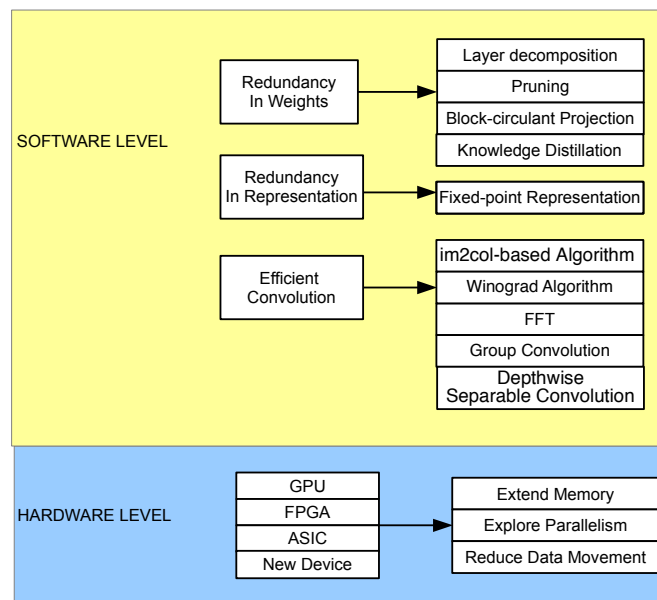 SOFTWARE LEVEL
Redundancy
In Weights
Layer decomposition
Pruning
Block-circulant Projection
Knowledge Distillation
Redundancy
In Representation
Fixed-point Representation
Efficient
Convolution
im2col-based Algorithm
Winograd Algorithm
FFT
Group Convolution
Depthwise
Separable Convolution
HARDWARE LEVEL
GPU
FPGA
ASIC
New Device
Extend Memory
Explore Parallelism
Reduce Data Movement